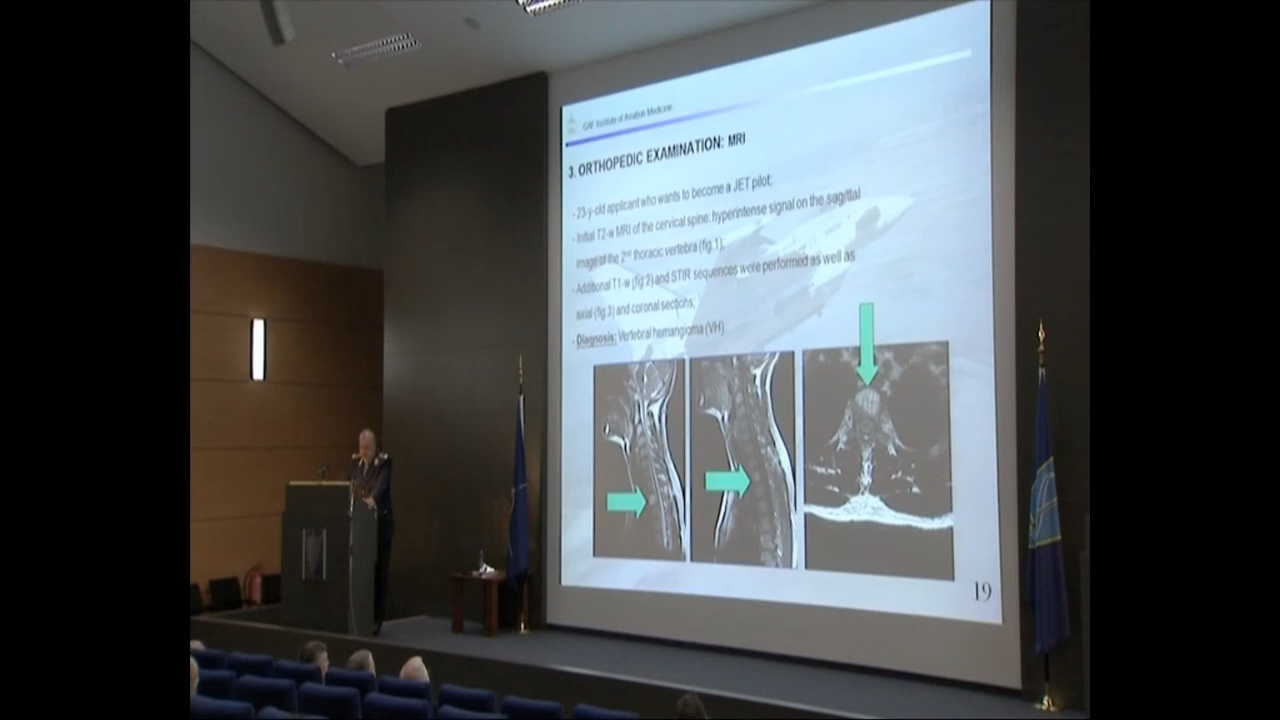 GAF Institute of Aviation Medicine
3. ORTHOPEDIC EXAMINATION: MRI
- 23-y-old applicant who wants to become a JET pilot;
- Initial T2-w MRI of the cervical spine: hyperintense signal on the sagittal
image of the 2nd thoracic vertebra (fig.1);
- Additional T1-w (fig.2) and STIR sequences were performed as well as
axial (fig.3) and coronal sections;
- Diagnosis: Vertebral hemangioma (VH)
19